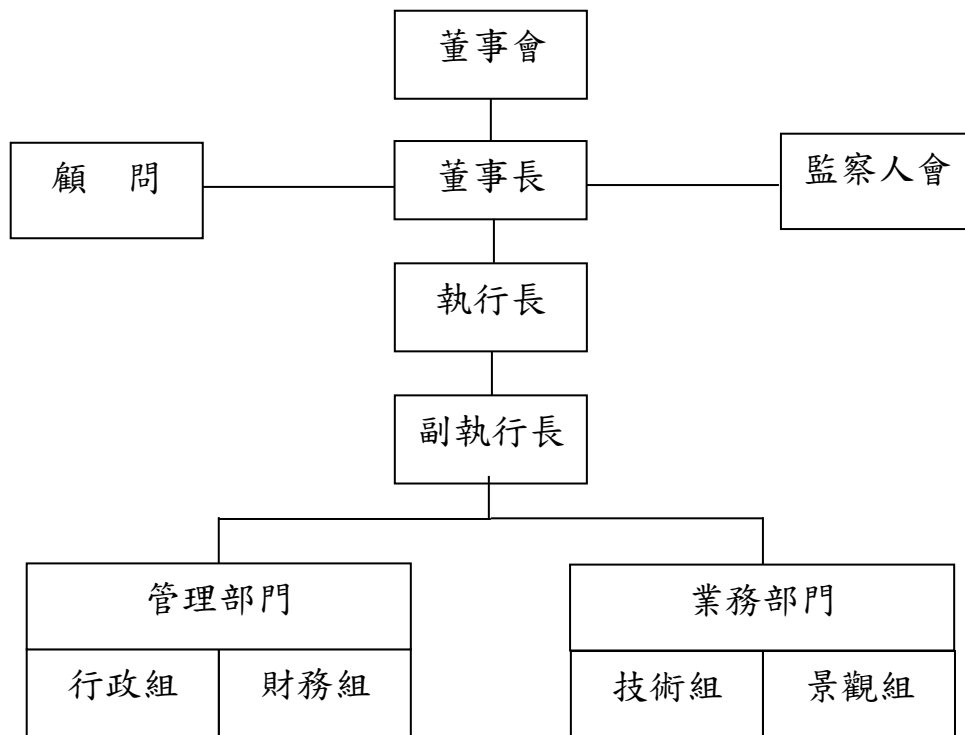 董事會
顧　問
董事長
監察人會
執行長
副執行長
管理部門
業務部門
行政組
財務組
技術組
景觀組